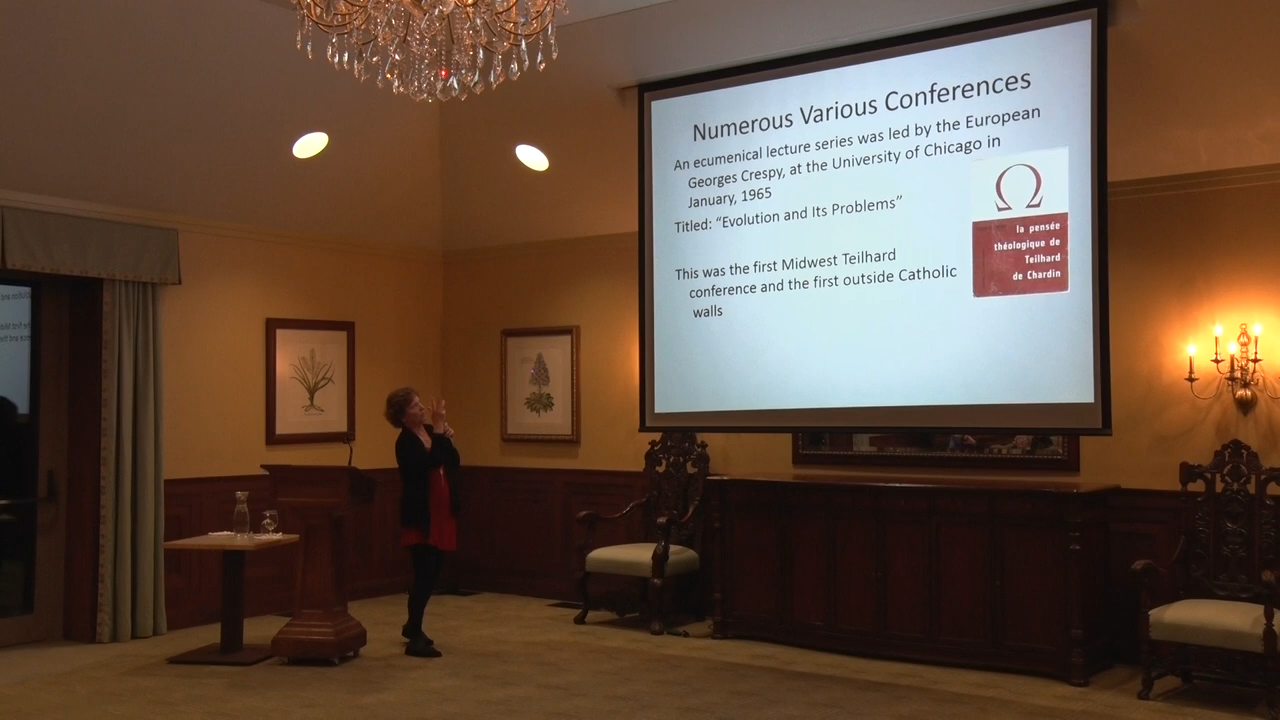 Numerous Various Conferences
An ecumenical lecture series was led by the European
Georges Crespy, at the University of Chicago in
January, 1965
Titled: “Evolution and Its Problems”
This was the first Midwest Teilhard
conference and the first outside Catholic
walls
Ω
la pensée
théologique de
Teilhard
de Chardin